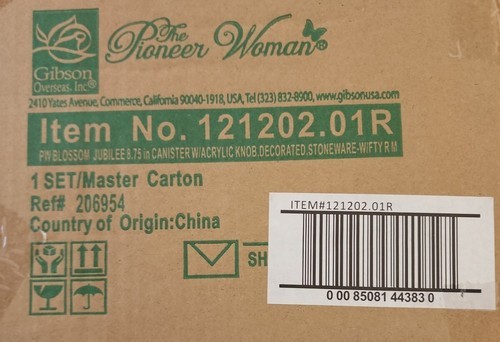 The
Pioneer Woman®
Gibson
Overseas, Inc®
2410 Yates Avenue, Commerce, California 90040-1918, USA, Tel (323) 832-8900, www.gibsonusa.com
Item No. 121202.01R
PW BLOSSOM JUBILEE 8.75 in CANISTER W/ACRYLIC KNOB.DECORATED.STONEWARE-W/FTY R M
1 SET/Master Carton
Ref# 206954
Country of Origin:China
SH
ITEM#121202.01R
0 00 85081 44383 0